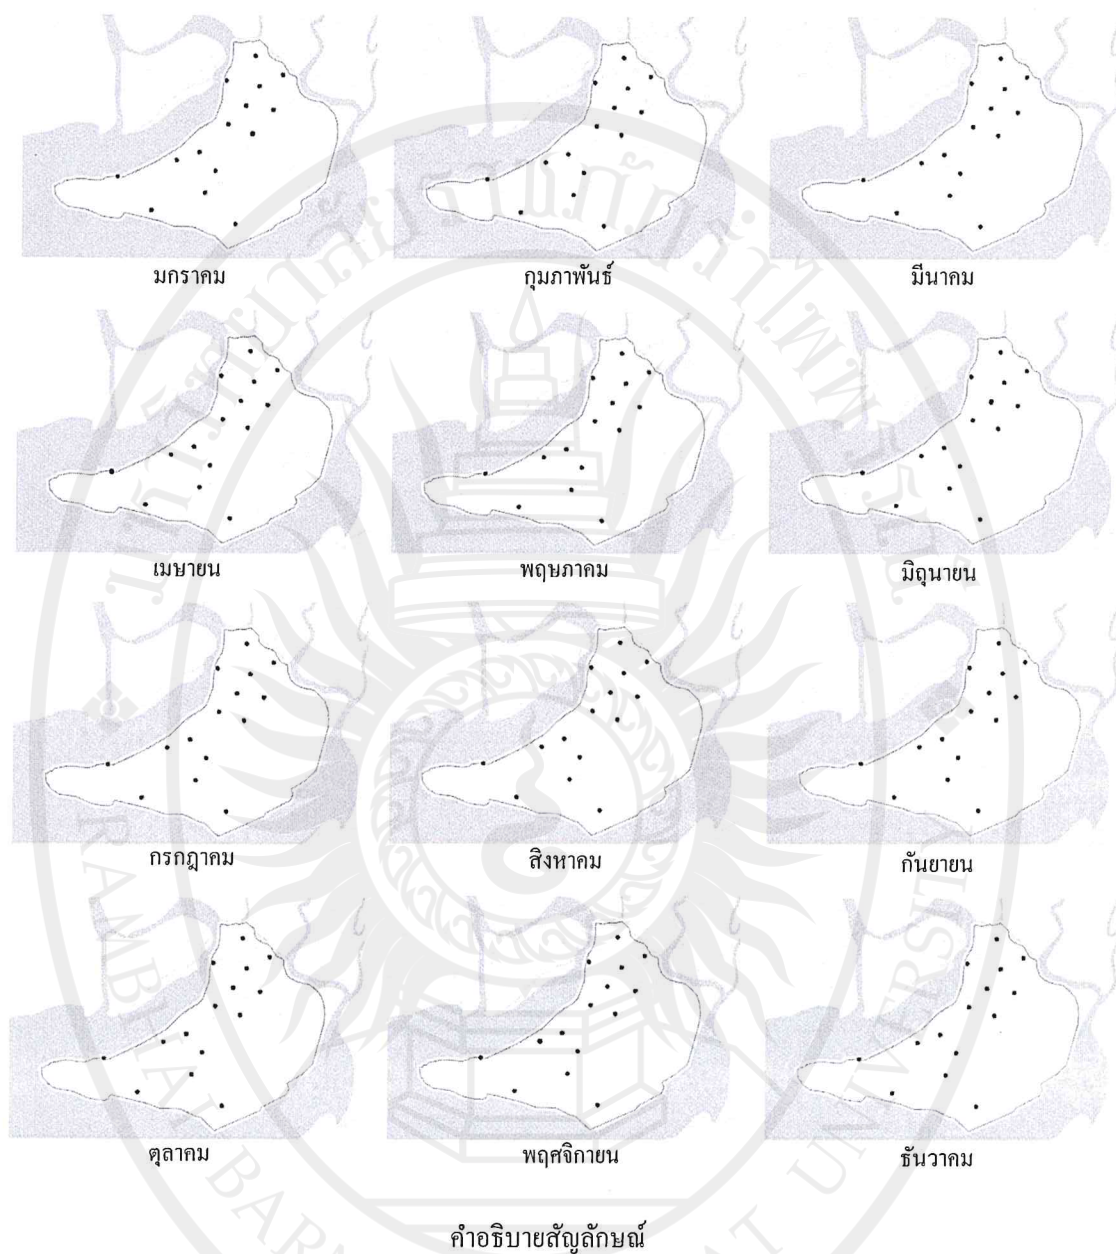 มกราคม
กุมภาพันธ์
มีนาคม
เมษายน
พฤษภาคม
มิถุนายน
กรกฎาคม
สิงหาคม
กันยายน
ตุลาคม
พฤศจิกายน
ธันวาคม
คำอธิบายสัญลักษณ์